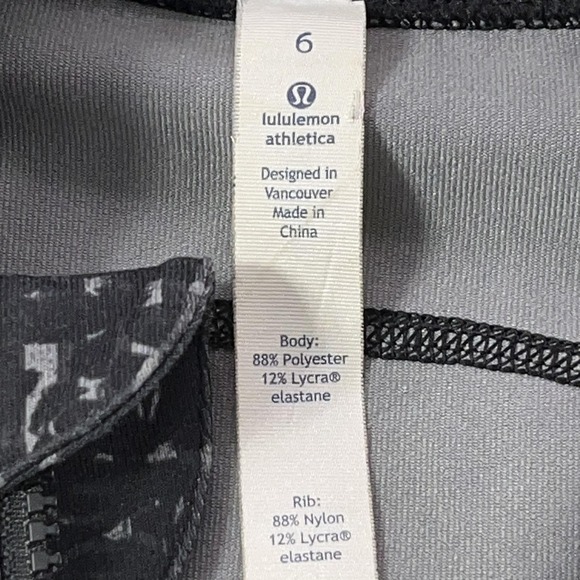 6
lululemon
athletica
Designed in
Vancouver
Made in
China
Body:
88% Polyester
12% Lycra®
elastane
Rib:
88% Nylon
12% Lycra®
elastane